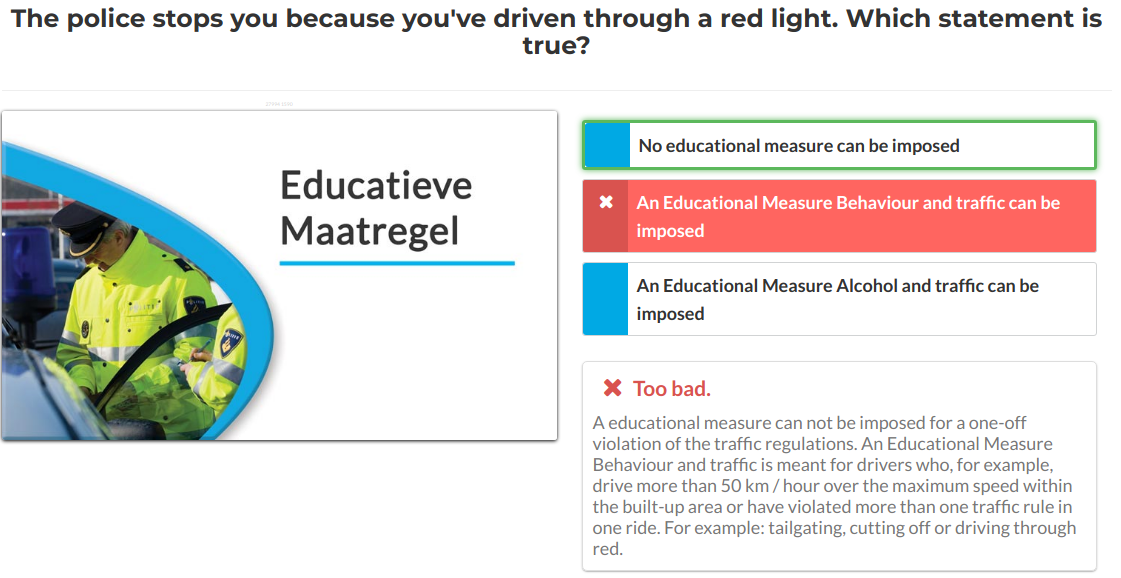 The police stops you because you've driven through a red light. Which statement is
true?
Educatieve
Maatregel
No educational measure can be imposed
An Educational Measure Behaviour and traffic can be
imposed
An Educational Measure Alcohol and traffic can be
imposed
Too bad.
A educational measure can not be imposed for a one-off
violation of the traffic regulations. An Educational Measure
Behaviour and traffic is meant for drivers who, for example,
drive more than 50 km / hour over the maximum speed within
the built-up area or have violated more than one traffic rule in
one ride. For example: tailgating, cutting off or driving through
red.